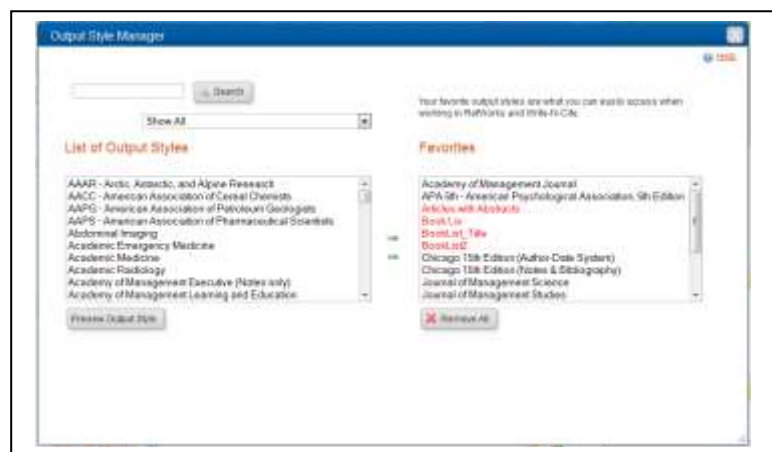 Output Style Manager
Search
Your favorite output styles are what you can easily access when
working in RefWorks and Write-N-Cite.
Show All
List of Output Styles
Favorites
AAAR - Arctic, Antarctic, and Alpine Research
AACC - American Association of Cereal Chemists
AAPG - American Association of Petroleum Geologists
AAPS - American Association of Pharmaceutical Scientists
Abdominal Imaging
Academic Emergency Medicine
Academic Medicine
Academic Radiology
Academy of Management Executive (Notes only)
Academy of Management Learning and Education
Academy of Management Journal
APA 5th - American Psychological Association, 5th Edition
Articles with Abstracts
Book List
BookList_Title
BookList2
Chicago 15th Edition (Author-Date System)
Chicago 15th Edition (Notes & Bibliography)
Journal of Management Science
Journal of Management Studies
Preview Output Style
Remove All